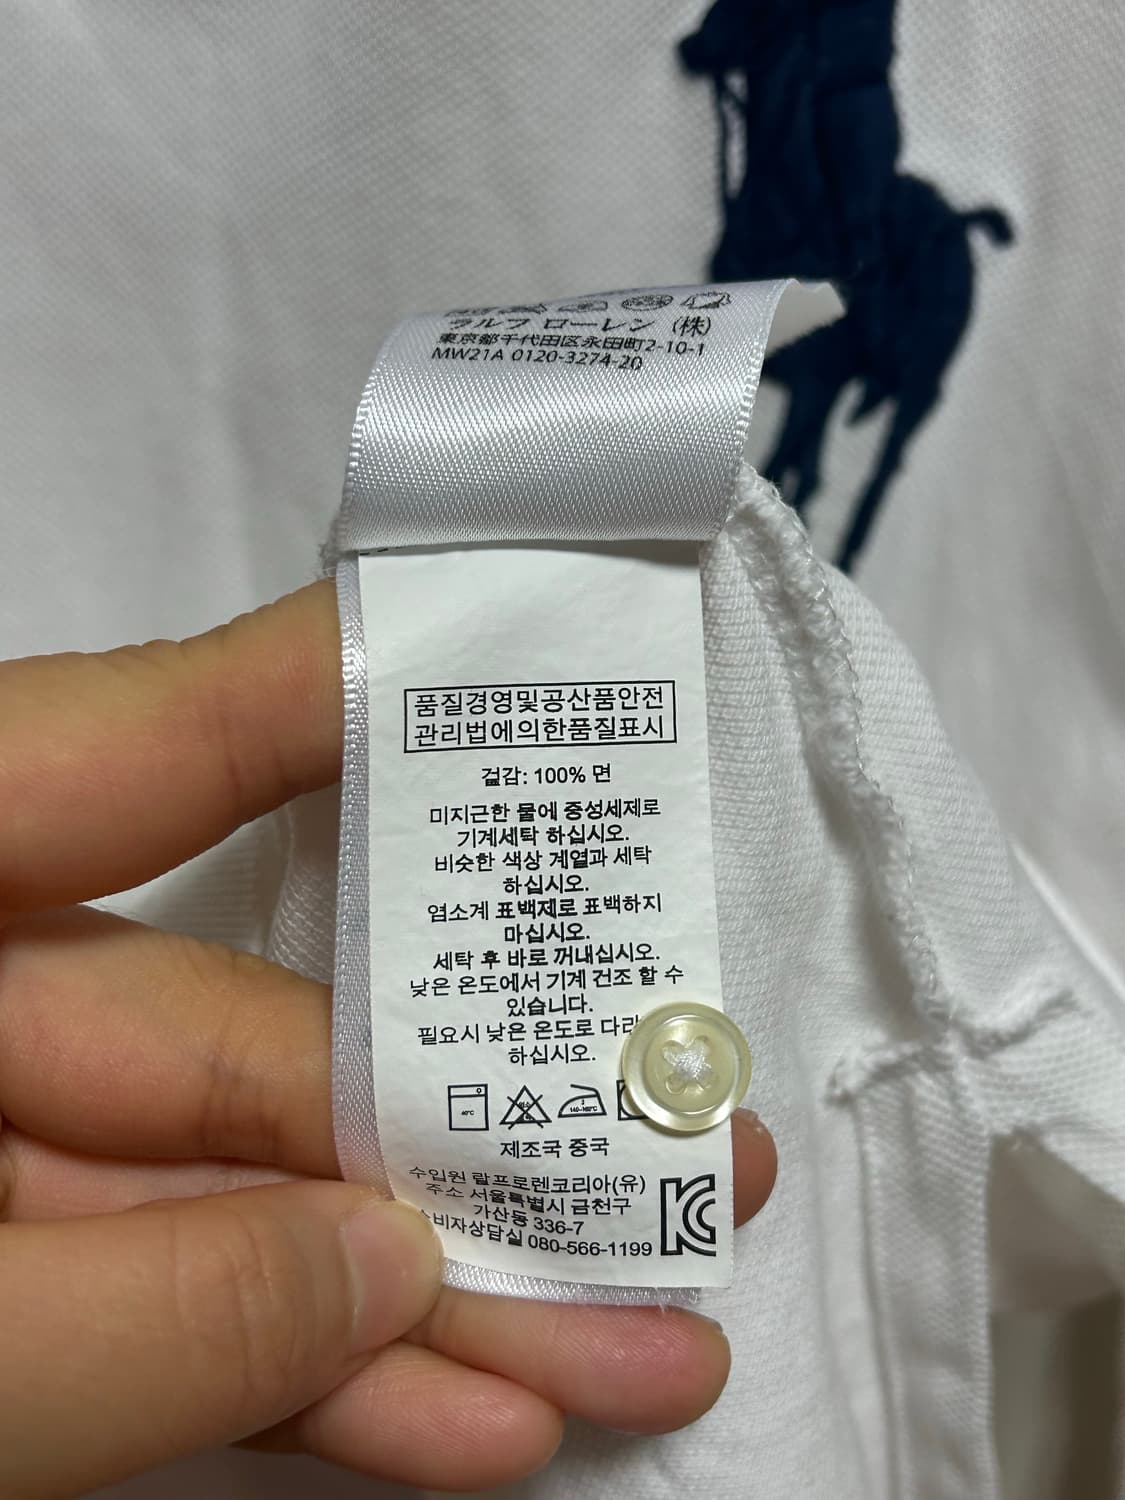 ラルフ ローレン (株)
東京都千代田区永田町2-10-1
MW21A 0120-3274-20
품질경영및공산품안전
관리법에의한품질표시
겉감: 100% 면
미지근한 물에 중성세제로
기계세탁 하십시오.
비슷한 색상 계열과 세탁
하십시오.
염소계 표백제로 표백하지
마십시오.
세탁 후 바로 꺼내십시오.
낮은 온도에서 기계 건조 할 수
있습니다.
필요시 낮은 온도로
하십시오.
40℃
염소
2
140~160℃
제조국 중국
수입원 랄프로렌코리아(유)
주소 서울특별시 금천구
가산동 336-7
080-566-1199